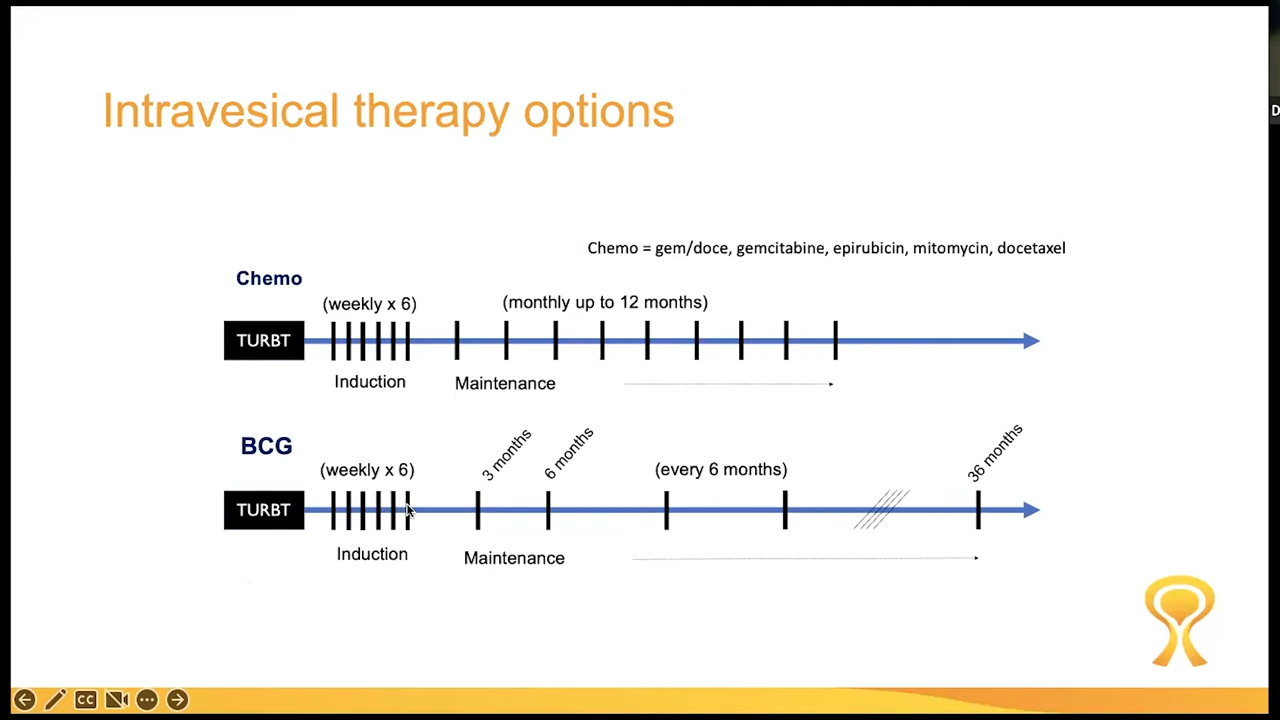 Intravesical therapy options
Chemo = gem/doce, gemcitabine, epirubicin, mitomycin, docetaxel
Chemo
(weekly x 6)
(monthly up to 12 months)
TURBT
Induction
Maintenance
BCG
(weekly x 6)
3 months
6 months
(every 6 months)
36 months
TURBT
Induction
Maintenance
CC
D